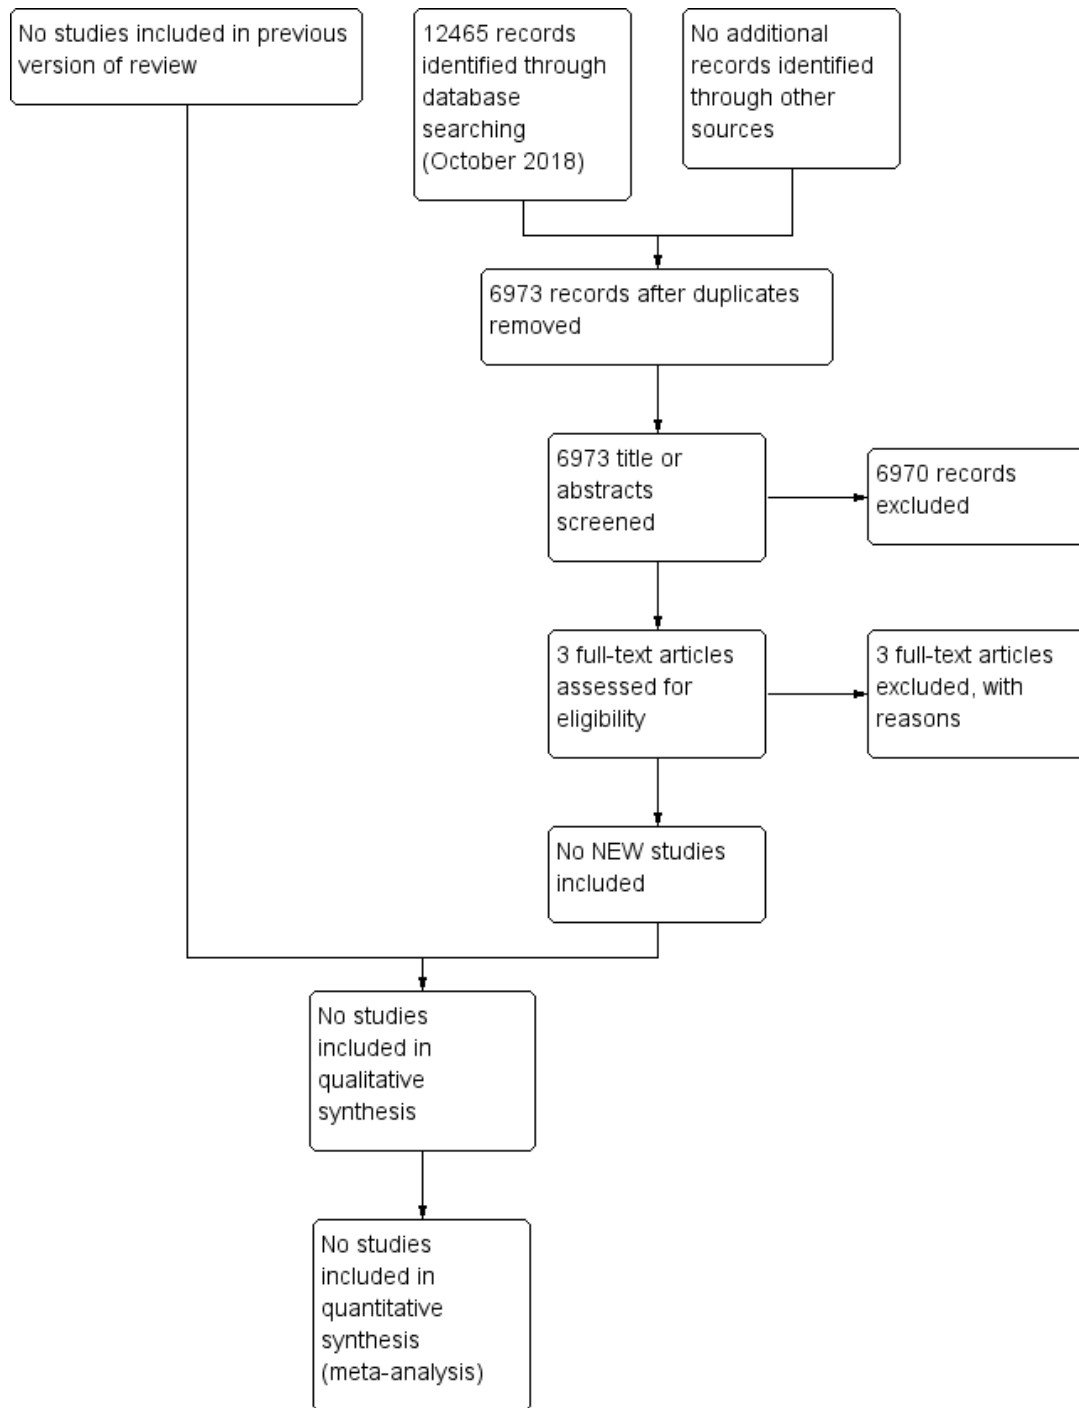 No studies included in previous
version of review
12465 records
identified through
database
searching
(October 2018)
No additional
records identified
through other
sources
6973 records after duplicates
removed
6973 title or
abstracts
screened
6970 records
excluded
3 full-text articles
assessed for
eligibility
3 full-text articles
excluded, with
reasons
No NEW studies
included
No studies
included in
qualitative
synthesis
No studies
included in
quantitative
synthesis
(meta-analysis)